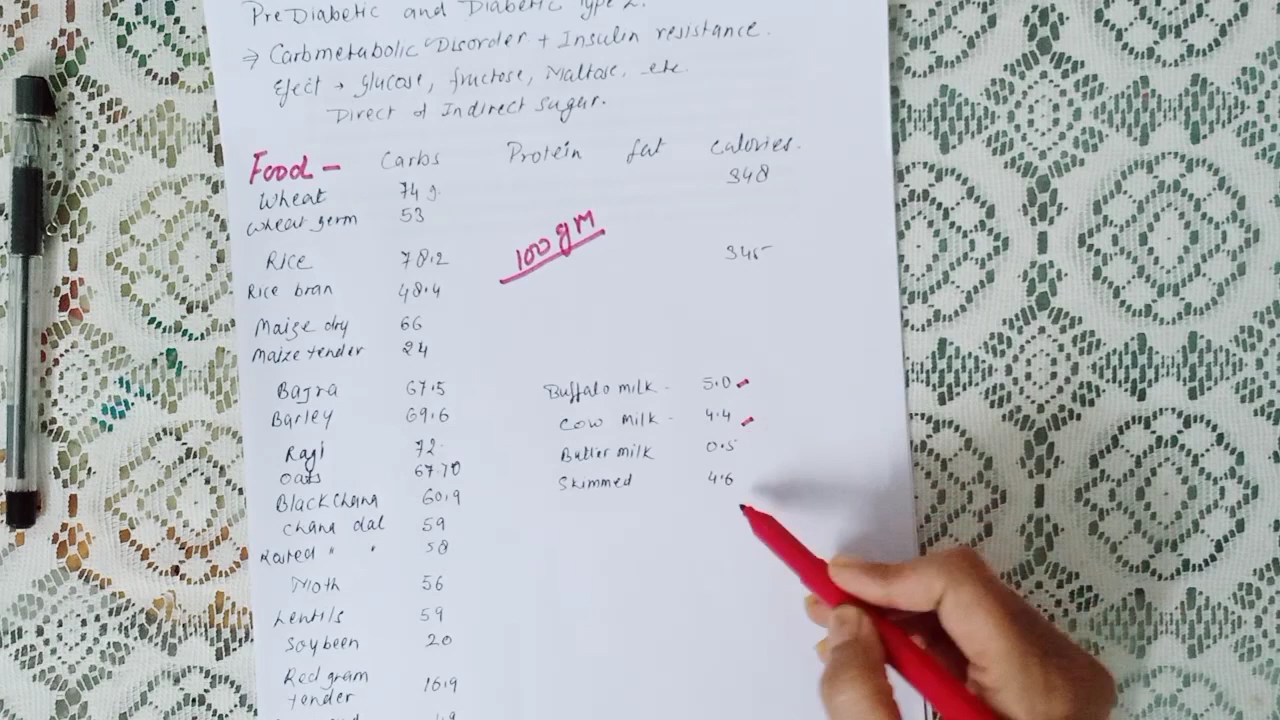 PreDiabetic and Diabetic Type 2.
⇒ Carbmetabolic Disorder + Insulin resistance.
Efect → glucose, fructose, Maltose, etc
Direct of Indirect sugar.
Food - Carbs Protein fat Calories.
Wheat 74 g. 348
Wheat germ 53
100 gm
Rice 78.2 345
Rice bran 48.4
Maize dry 66
Maize tender 24
Bajra 67.5 Buffalo milk - 5.0
Barley 69.6 Cow milk - 4.4
Ragi 72 Butter milk 0.5
Oats Skimmed 4.6
Black Chana 60.9
Chana dal 59
Roasted " " 58
Moth 56
Lentils 59
Soybeen 20
Red gram
tender 16.9